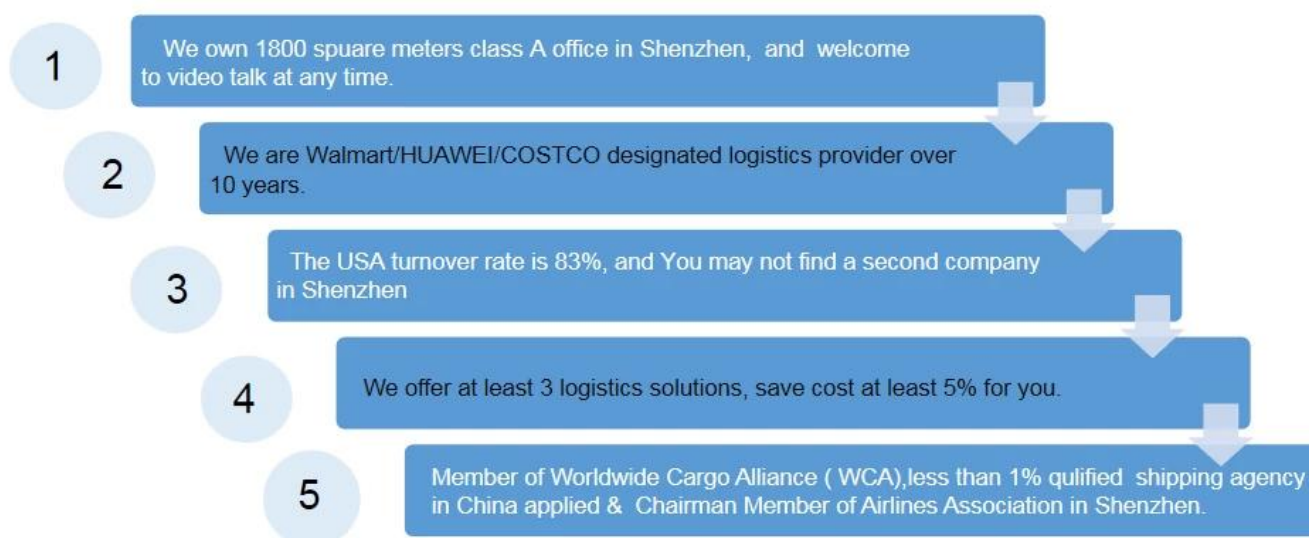 1
We own 1800 spuare meters class A office in Shenzhen, and welcome
to video talk at any time.
2
We are Walmart/HUAWEI/COSTCO designated logistics provider over
10 years.
3
The USA turnover rate is 83%, and You may not find a second company
in Shenzhen
4
We offer at least 3 logistics solutions, save cost at least 5% for you.
5
Member of Worldwide Cargo Alliance ( WCA),less than 1% qulified shipping agency
in China applied & Chairman Member of Airlines Association in Shenzhen.